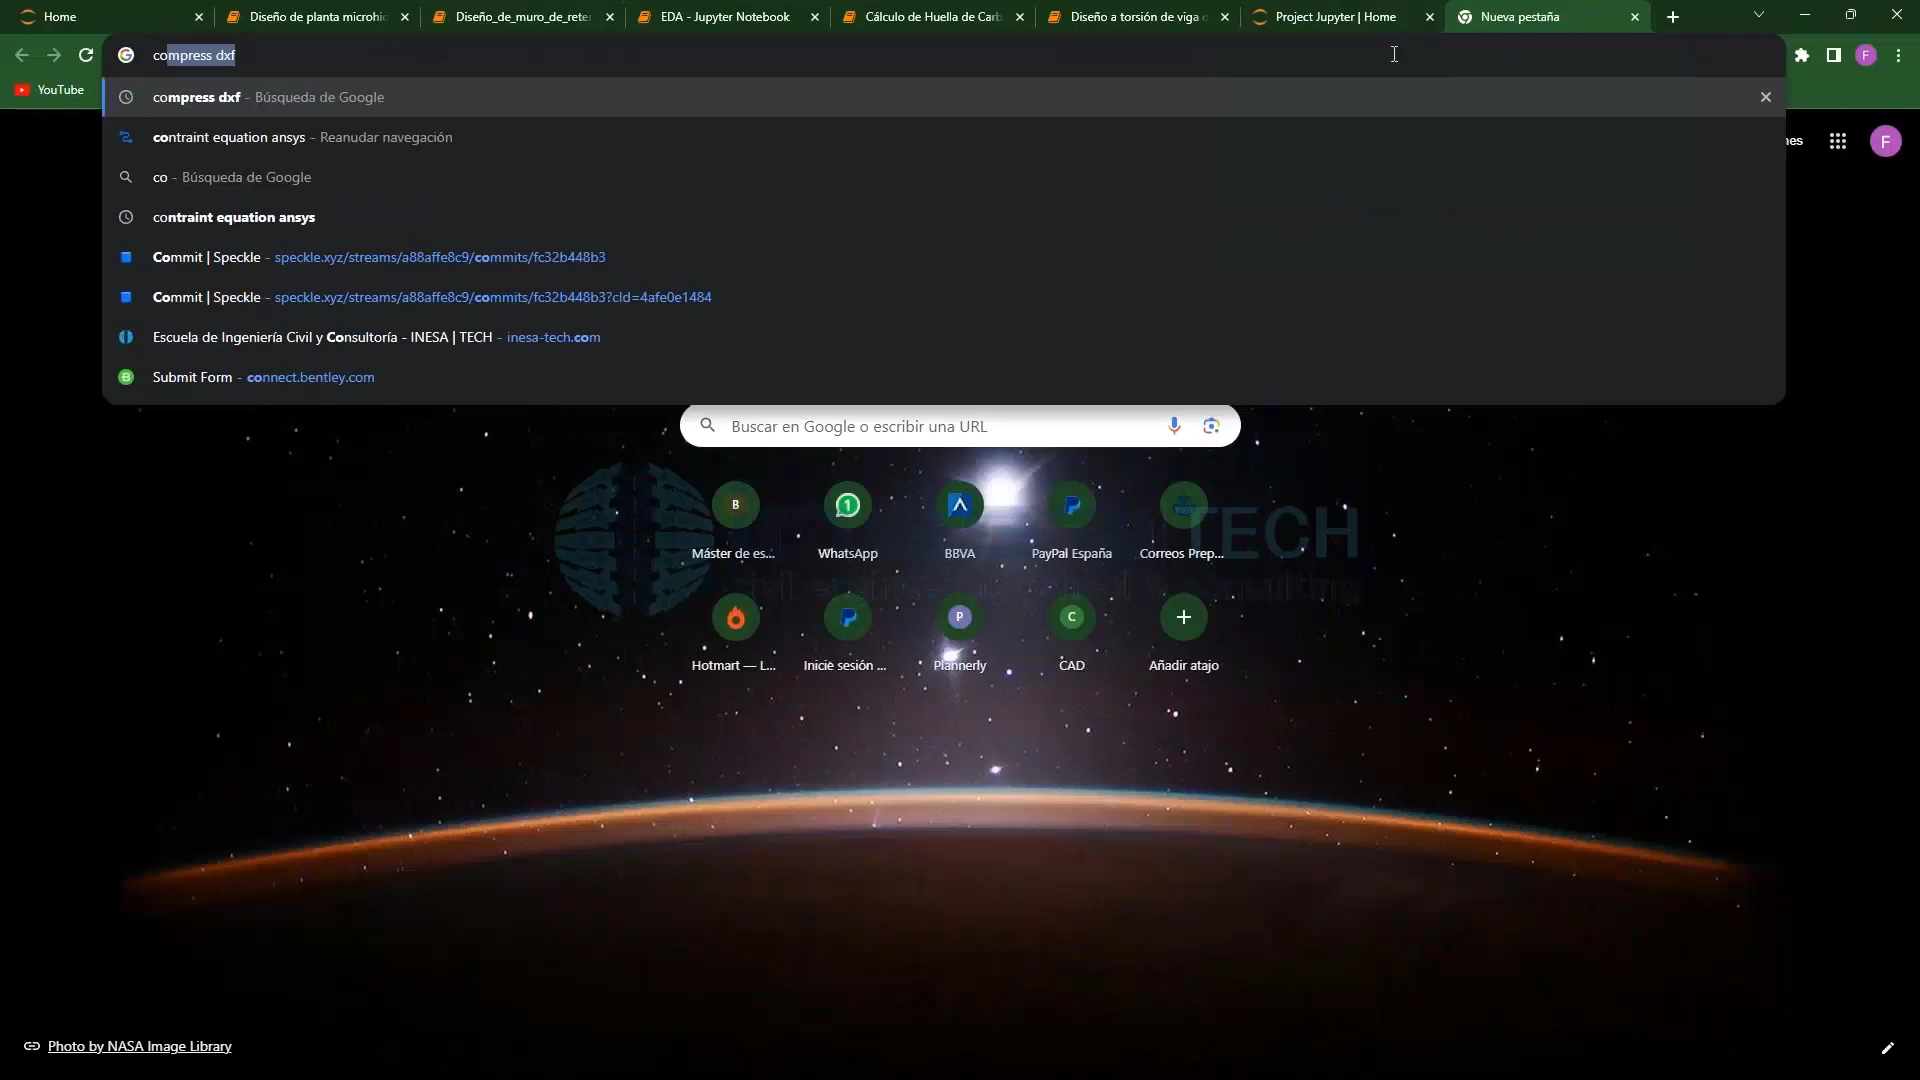 Home
Diseño de planta microhi
Diseño_de_muro_de_rete
EDA - Jupyter Notebook
Cálculo de Huella de Carb
Diseño a torsión de viga
Project Jupyter | Home
Nueva pestaña
compress dxf
YouTube
compress dxf - Búsqueda de Google
contraint equation ansys - Reanudar navegación
nes
F
co - Búsqueda de Google
contraint equation ansys
Commit | Speckle - speckle.xyz/streams/a88affe8c9/commits/fc32b448b3
Commit | Speckle - speckle.xyz/streams/a88affe8c9/commits/fc32b448b3?cId=4afe0e1484
Escuela de Ingeniería Civil y Consultoría - INESA | TECH - inesa-tech.com
Submit Form - connect.bentley.com
Buscar en Google o escribir una URL
TECH
Máster de es...
WhatsApp
BBVA
PayPal España
Correos Prep...
Hotmart — L...
Inicie sesión ...
Plannerly
CAD
Añadir atajo
Photo by NASA Image Library